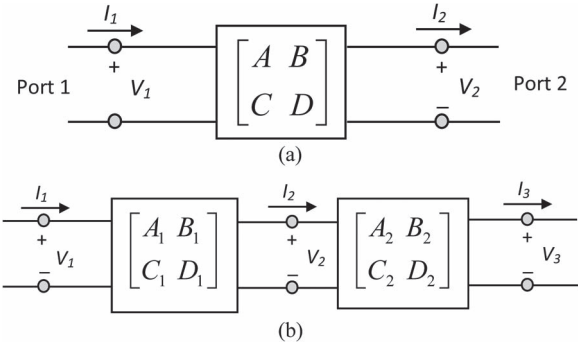 I1 I2
+ A B +
Port 1 V1 V2 Port 2
C D –
(a)
I1 I2 I3
+ A1 B1 + A2 B2 +
V1 V2 V3
– C1 D1 – C2 D2 –
(b)